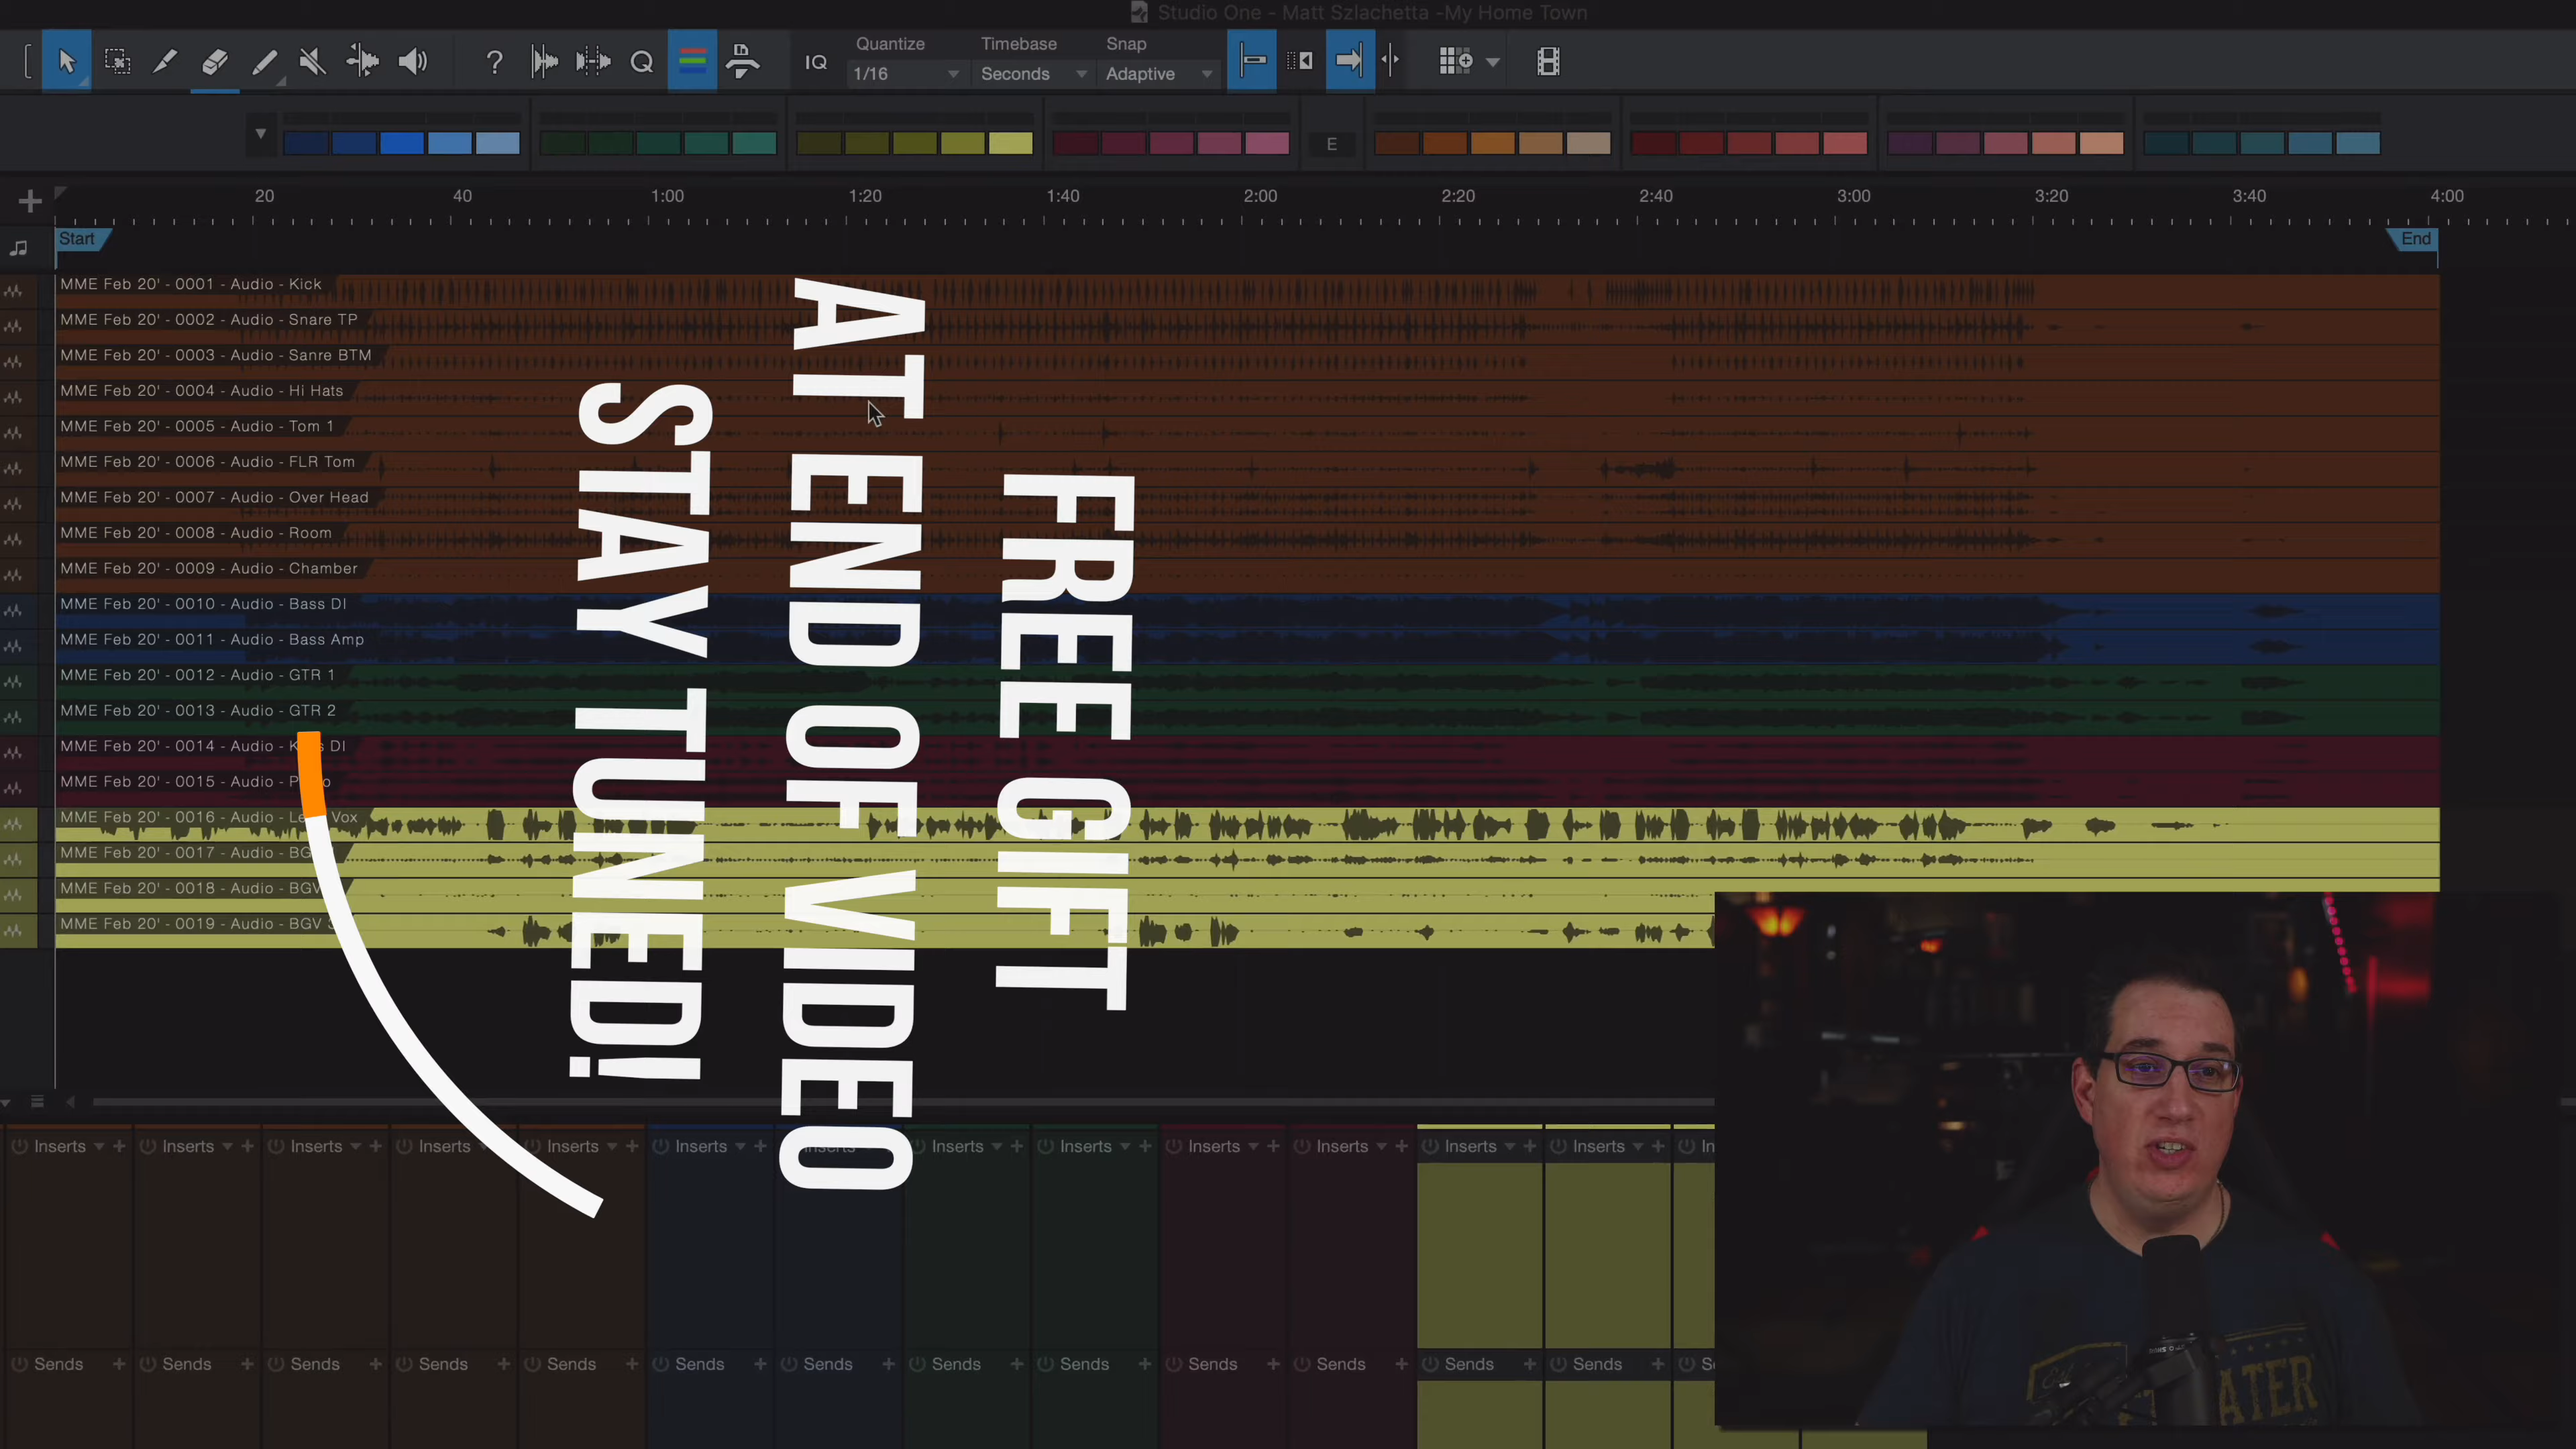 Studio One - Matt Szlachetta -My Home Town
Quantize
Timebase
Snap
IQ
1/16
Seconds
Adaptive
E
20
40
1:00
1:20
1:40
2:00
2:20
2:40
3:00
3:20
3:40
4:00
Start
End
MME Feb 20' - 0001 - Audio - Kick
MME Feb 20' - 0002 - Audio - Snare TP
MME Feb 20' - 0003 - Audio - Sanre BTM
MME Feb 20' - 0004 - Audio - Hi Hats
MME Feb 20' - 0005 - Audio - Tom 1
MME Feb 20' - 0006 - Audio - FLR Tom
MME Feb 20' - 0007 - Audio - Over Head
MME Feb 20' - 0008 - Audio - Room
MME Feb 20' - 0009 - Audio - Chamber
MME Feb 20' - 0010 - Audio - Bass DI
MME Feb 20' - 0011 - Audio - Bass Amp
MME Feb 20' - 0012 - Audio - GTR 1
MME Feb 20' - 0013 - Audio - GTR 2
MME Feb 20' - 0014 - Audio - DI
MME Feb 20' - 0015 - Audio -
MME Feb 20' - 0016 - Audio - Vox
MME Feb 20' - 0017 - Audio -
MME Feb 20' - 0018 - Audio - BGV
MME Feb 20' - 0019 - Audio - BGV
FREE GIFT
AT END OF VIDEO
STAY TUNED!
Inserts
Inserts
Inserts
Inserts
Inserts
Inserts
Inserts
Inserts
Inserts
Inserts
Inserts
Inserts
Inserts
Sends
Sends
Sends
Sends
Sends
Sends
Sends
Sends
Sends
Sends
Sends
Sends
Sends